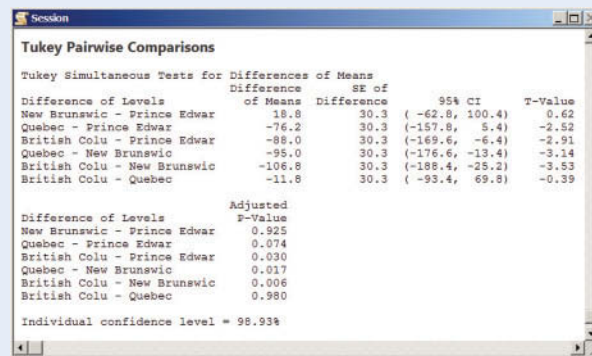 Session
Tukey Pairwise Comparisons
Tukey Simultaneous Tests for Differences of Means
Difference SE of
Difference of Levels of Means Difference 95% CI T-Value
New Brunswic - Prince Edwar 18.8 30.3 ( -62.8, 100.4) 0.62
Quebec - Prince Edwar -76.2 30.3 (-157.8, 5.4) -2.52
British Colu - Prince Edwar -88.0 30.3 (-169.6, -6.4) -2.91
Quebec - New Brunswic -95.0 30.3 (-176.6, -13.4) -3.14
British Colu - New Brunswic -106.8 30.3 (-188.4, -25.2) -3.53
British Colu - Quebec -11.8 30.3 ( -93.4, 69.8) -0.39
Adjusted
Difference of Levels P-Value
New Brunswic - Prince Edwar 0.925
Quebec - Prince Edwar 0.074
British Colu - Prince Edwar 0.030
Quebec - New Brunswic 0.017
British Colu - New Brunswic 0.006
British Colu - Quebec 0.980
Individual confidence level = 98.93%